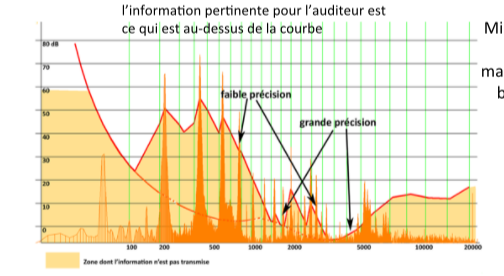 l'information pertinente pour l'auditeur est
ce qui est au-dessus de la courbe
Mi
ma
b
80 dB
70
60
50
40
30
20
10
0
faible précision
grande précision
100 200 500 1000 2000 5000 10000 20000
Zone dont l'information n'est pas transmise